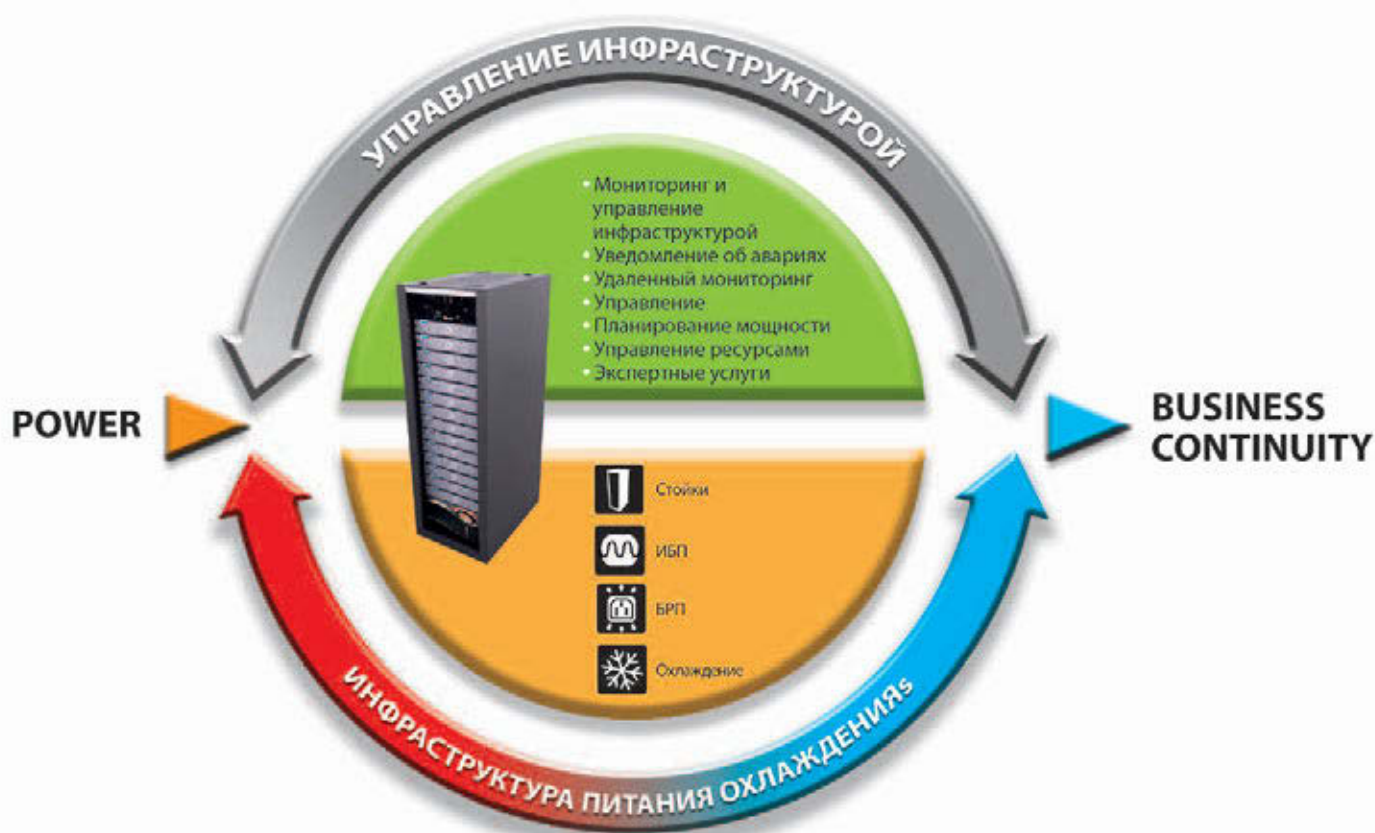 УПРАВЛЕНИЕ ИНФРАСТРУКТУРОЙ
• Мониторинг и
управление
инфраструктурой
• Уведомление об авариях
• Удаленный мониторинг
• Управление
• Планирование мощности
• Управление ресурсами
• Экспертные услуги
POWER
BUSINESS
CONTINUITY
Стойки
ИБП
БРП
Охлаждение
ИНФРАСТРУКТУРА ПИТАНИЯ ОХЛАЖДЕНИЯs